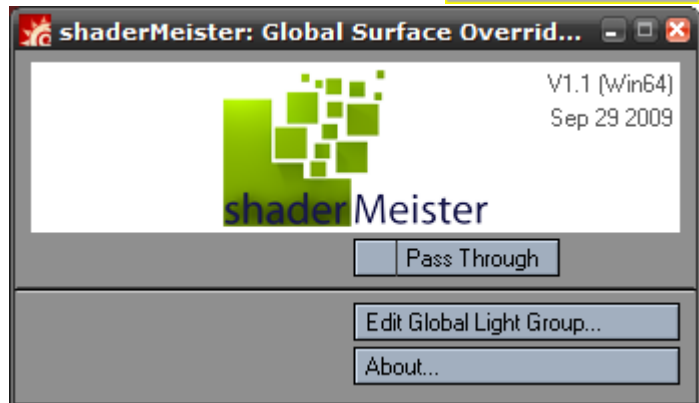 shaderMeister: Global Surface Overrid...
V1.1 (Win64)
Sep 29 2009
shaderMeister
Pass Through
Edit Global Light Group...
About...